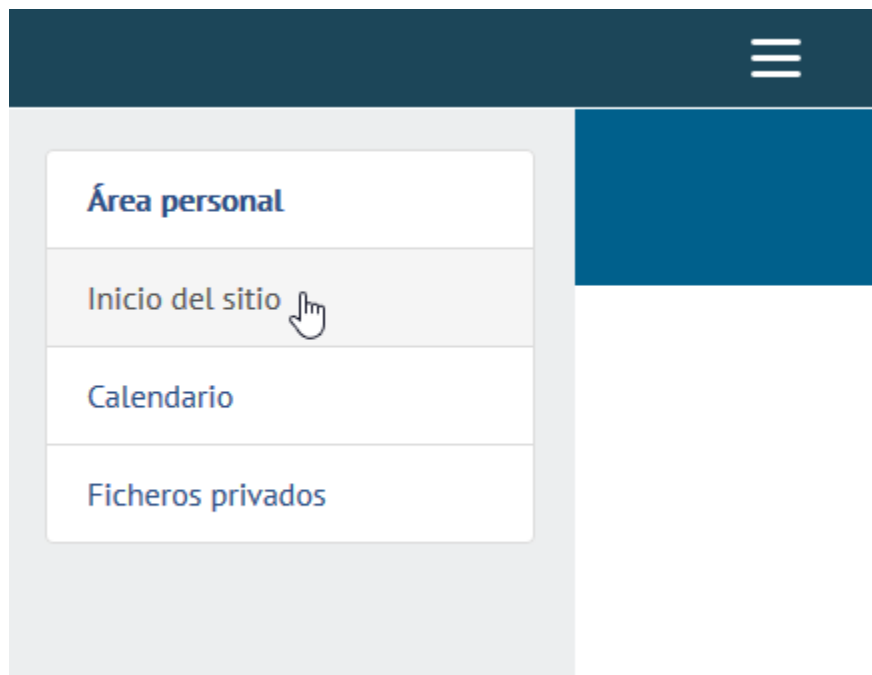 Área personal
Inicio del sitio
Calendario
Ficheros privados